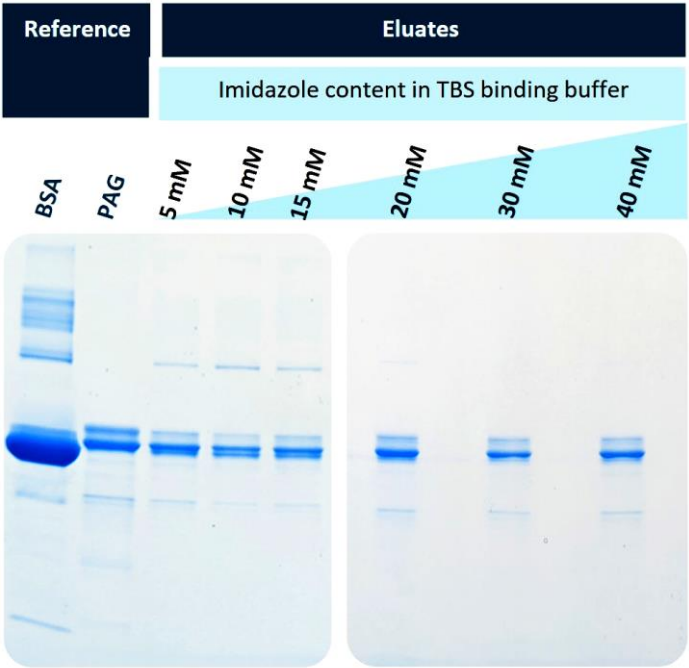 Reference
Eluates
Imidazole content in TBS binding buffer
BSA
PAG
5 mM
10 mM
15 mM
20 mM
30 mM
40 mM